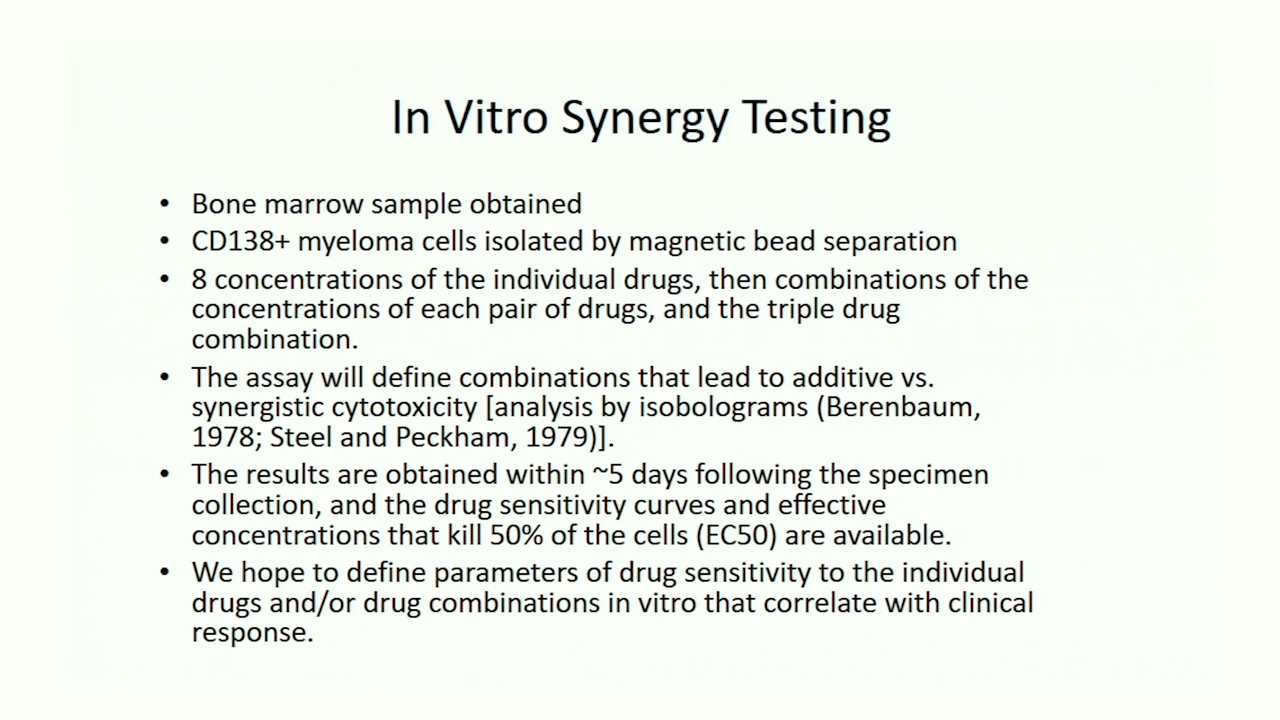 In Vitro Synergy Testing
• Bone marrow sample obtained
• CD138+ myeloma cells isolated by magnetic bead separation
• 8 concentrations of the individual drugs, then combinations of the
concentrations of each pair of drugs, and the triple drug
combination.
• The assay will define combinations that lead to additive vs.
synergistic cytotoxicity [analysis by isobolograms (Berenbaum,
1978; Steel and Peckham, 1979)].
• The results are obtained within ~5 days following the specimen
collection, and the drug sensitivity curves and effective
concentrations that kill 50% of the cells (EC50) are available.
• We hope to define parameters of drug sensitivity to the individual
drugs and/or drug combinations in vitro that correlate with clinical
response.